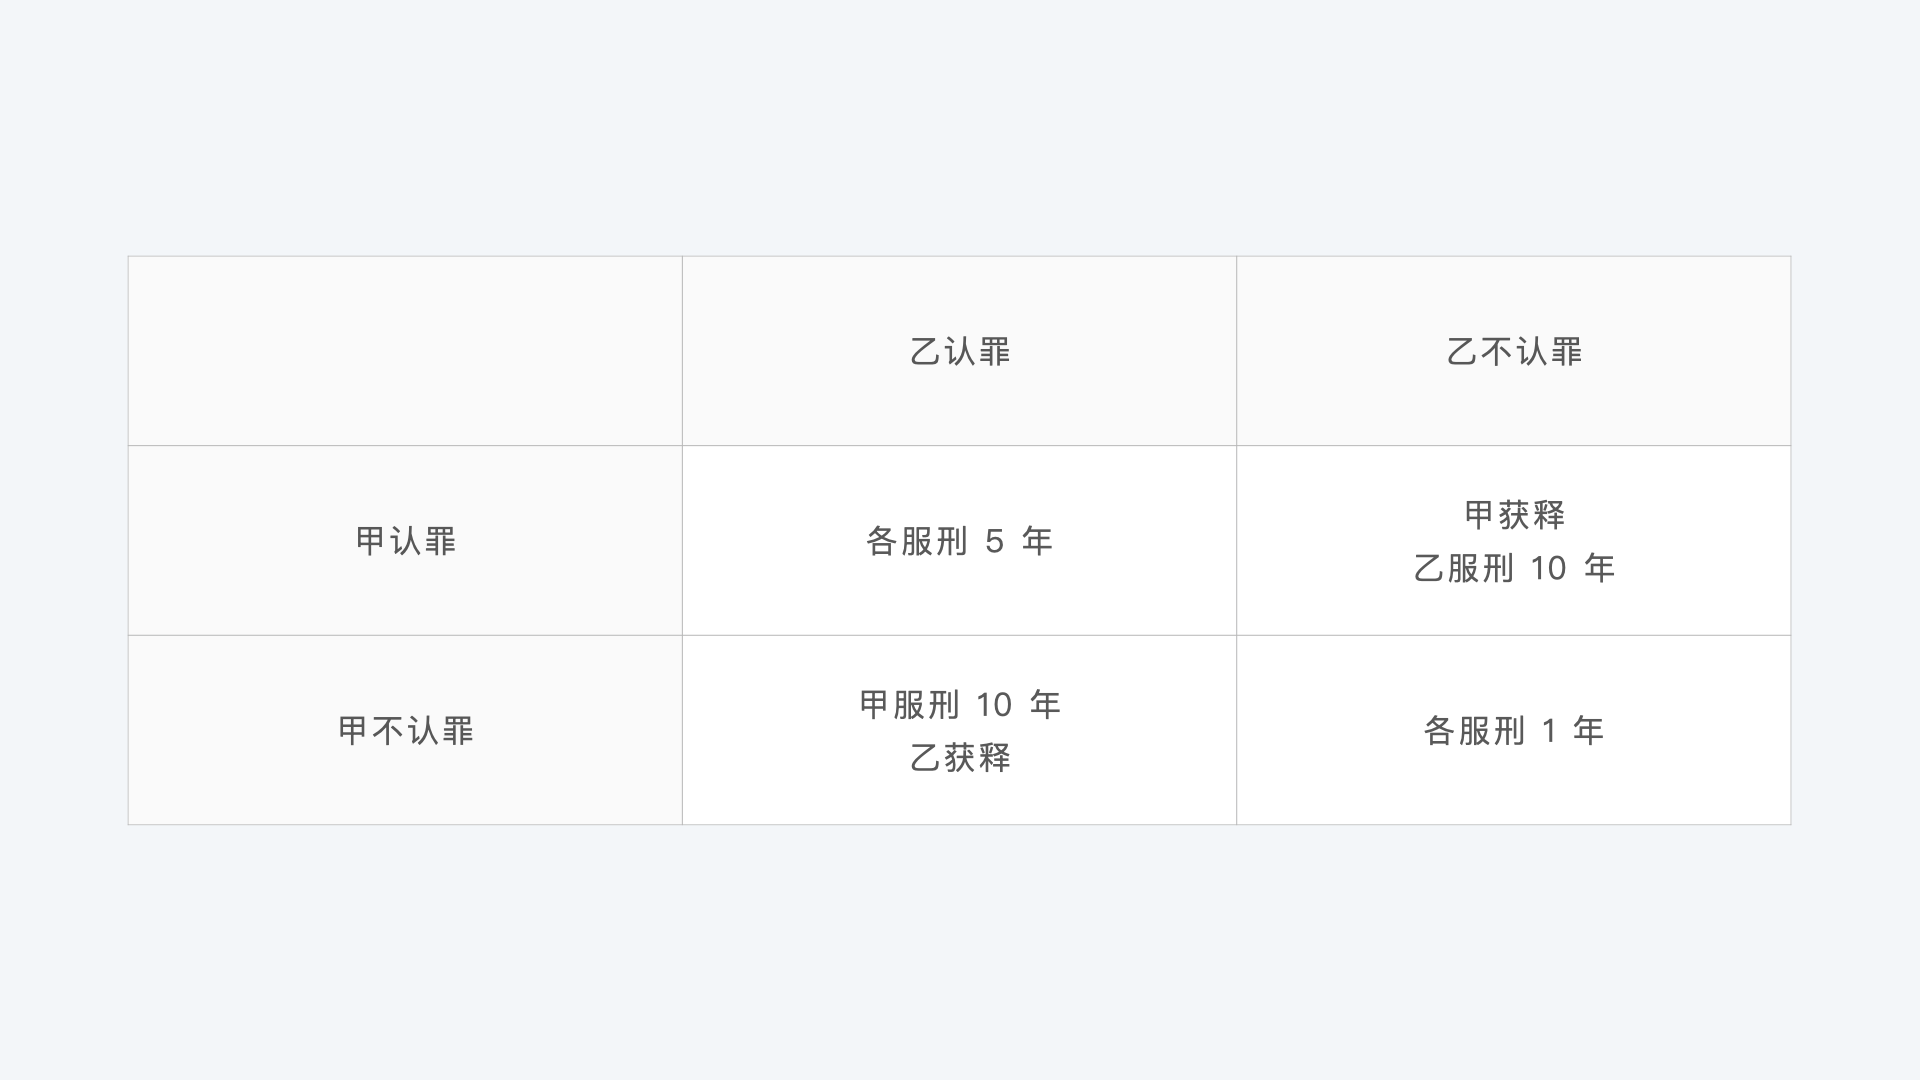 乙认罪
乙不认罪
甲认罪
各服刑 5 年
甲获释
乙服刑 10 年
甲不认罪
甲服刑 10 年
乙获释
各服刑 1 年